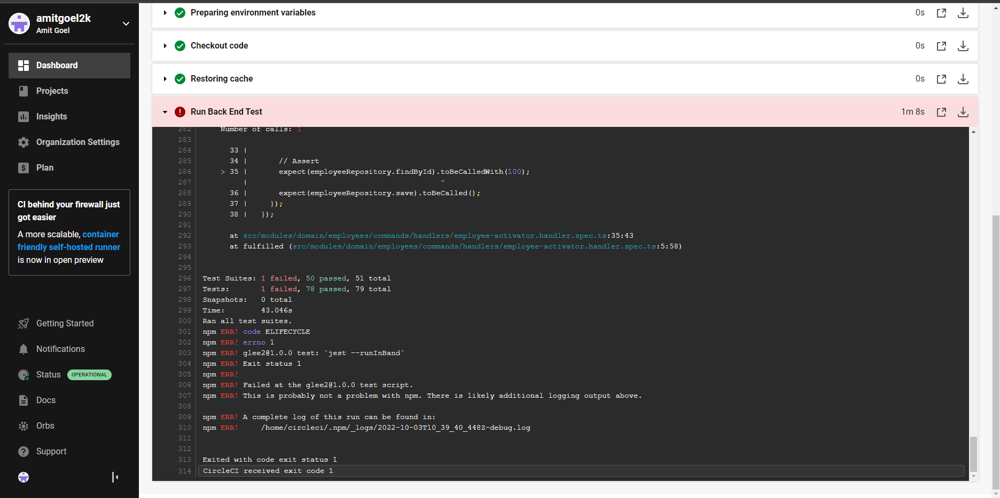 amitgoel2k
Amit Goel
Dashboard
Projects
Insights
Organization Settings
Plan
CI behind your firewall just
got easier
A more scalable, container
friendly self-hosted runner
is now in open preview
Getting Started
Notifications
Status OPERATIONAL
Docs
Orbs
Support
Preparing environment variables 0s
Checkout code 0s
Restoring cache 0s
Run Back End Test 1m 8s
282 Number of calls: 1
283
284 33 |
285 34 | // Assert
286 > 35 | expect(employeeRepository.findById).toBeCalledWith(100);
287 | ^
288 36 | expect(employeeRepository.save).toBeCalled();
289 37 | });
290 38 | });
291
292 at src/modules/domain/employees/commands/handlers/employee-activator.handler.spec.ts:35:43
293 at fulfilled (src/modules/domain/employees/commands/handlers/employee-activator.handler.spec.ts:5:58)
294
295
296 Test Suites: 1 failed, 50 passed, 51 total
297 Tests: 1 failed, 78 passed, 79 total
298 Snapshots: 0 total
299 Time: 43.046s
300 Ran all test suites.
301 npm ERR! code ELIFECYCLE
302 npm ERR! errno 1
303 npm ERR! glee2@1.0.0 test: `jest --runInBand`
304 npm ERR! Exit status 1
305 npm ERR!
306 npm ERR! Failed at the glee2@1.0.0 test script.
307 npm ERR! This is probably not a problem with npm. There is likely additional logging output above.
308
309 npm ERR! A complete log of this run can be found in:
310 npm ERR! /home/circleci/.npm/_logs/2022-10-03T10_39_40_448Z-debug.log
311
312
313 Exited with code exit status 1
314 CircleCI received exit code 1